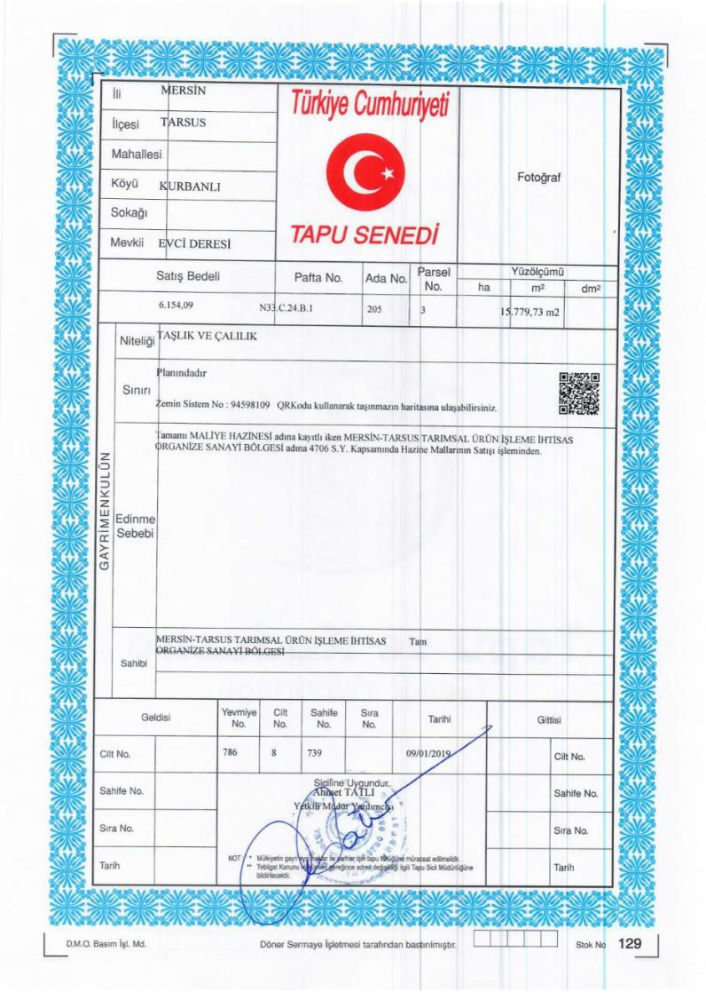 İli MERSİN
İlçesi TARSUS
Mahallesi
Köyü KURBANLI
Sokağı
Mevkii EVCİ DERESİ
Türkiye Cumhuriyeti
TAPU SENEDİ
Fotoğraf
Satış Bedeli Pafta No. Ada No. Parsel No. Yüzölçümü
ha m² dm²
6.154,09 N33.C.24.B.1 205 3 15.779,73 m2
GAYRİMENKULÜN
Niteliği TAŞLIK VE ÇALILIK
Sınırı
Planındadır
Zemin Sistem No : 94598109 QRKodu kullanarak taşınmazın haritasına ulaşabilirsiniz.
Edinme Sebebi
Tamamı MALİYE HAZİNESİ adına kayıtlı iken MERSİN-TARSUS TARIMSAL ÜRÜN İŞLEME İHTİSAS
ORGANİZE SANAYİ BÖLGESİ adına 4706 S.Y. Kapsamında Hazine Mallarının Satışı işleminden.
Sahibi
MERSİN-TARSUS TARIMSAL ÜRÜN İŞLEME İHTİSAS Tam
ORGANİZE SANAYİ BÖLGESİ
Geldisi Yevmiye No. Cilt No. Sahife No. Sıra No. Tarihi Gittisi
Cilt No. 786 8 739 09/01/2019 Cilt No.
Siciline Uygundur.
Ahmet TATLI
Yetkili Müdür Yardımcısı
Sahife No. Sahife No.
Sıra No. Sıra No.
Tarih Tarih
NOT : * Mülkiyetin gayri ayni haklar ile şerhler için tapu kütüğüne müracaat edilmelidir.
** Tebligat Kanunu gereğince adres değişikliği ilgili Tapu Sicil Müdürlüğüne
bildirilecektir.
D.M.O. Basım İşl. Md. Döner Sermaye İşletmesi tarafından bastırılmıştır. Stok No 129